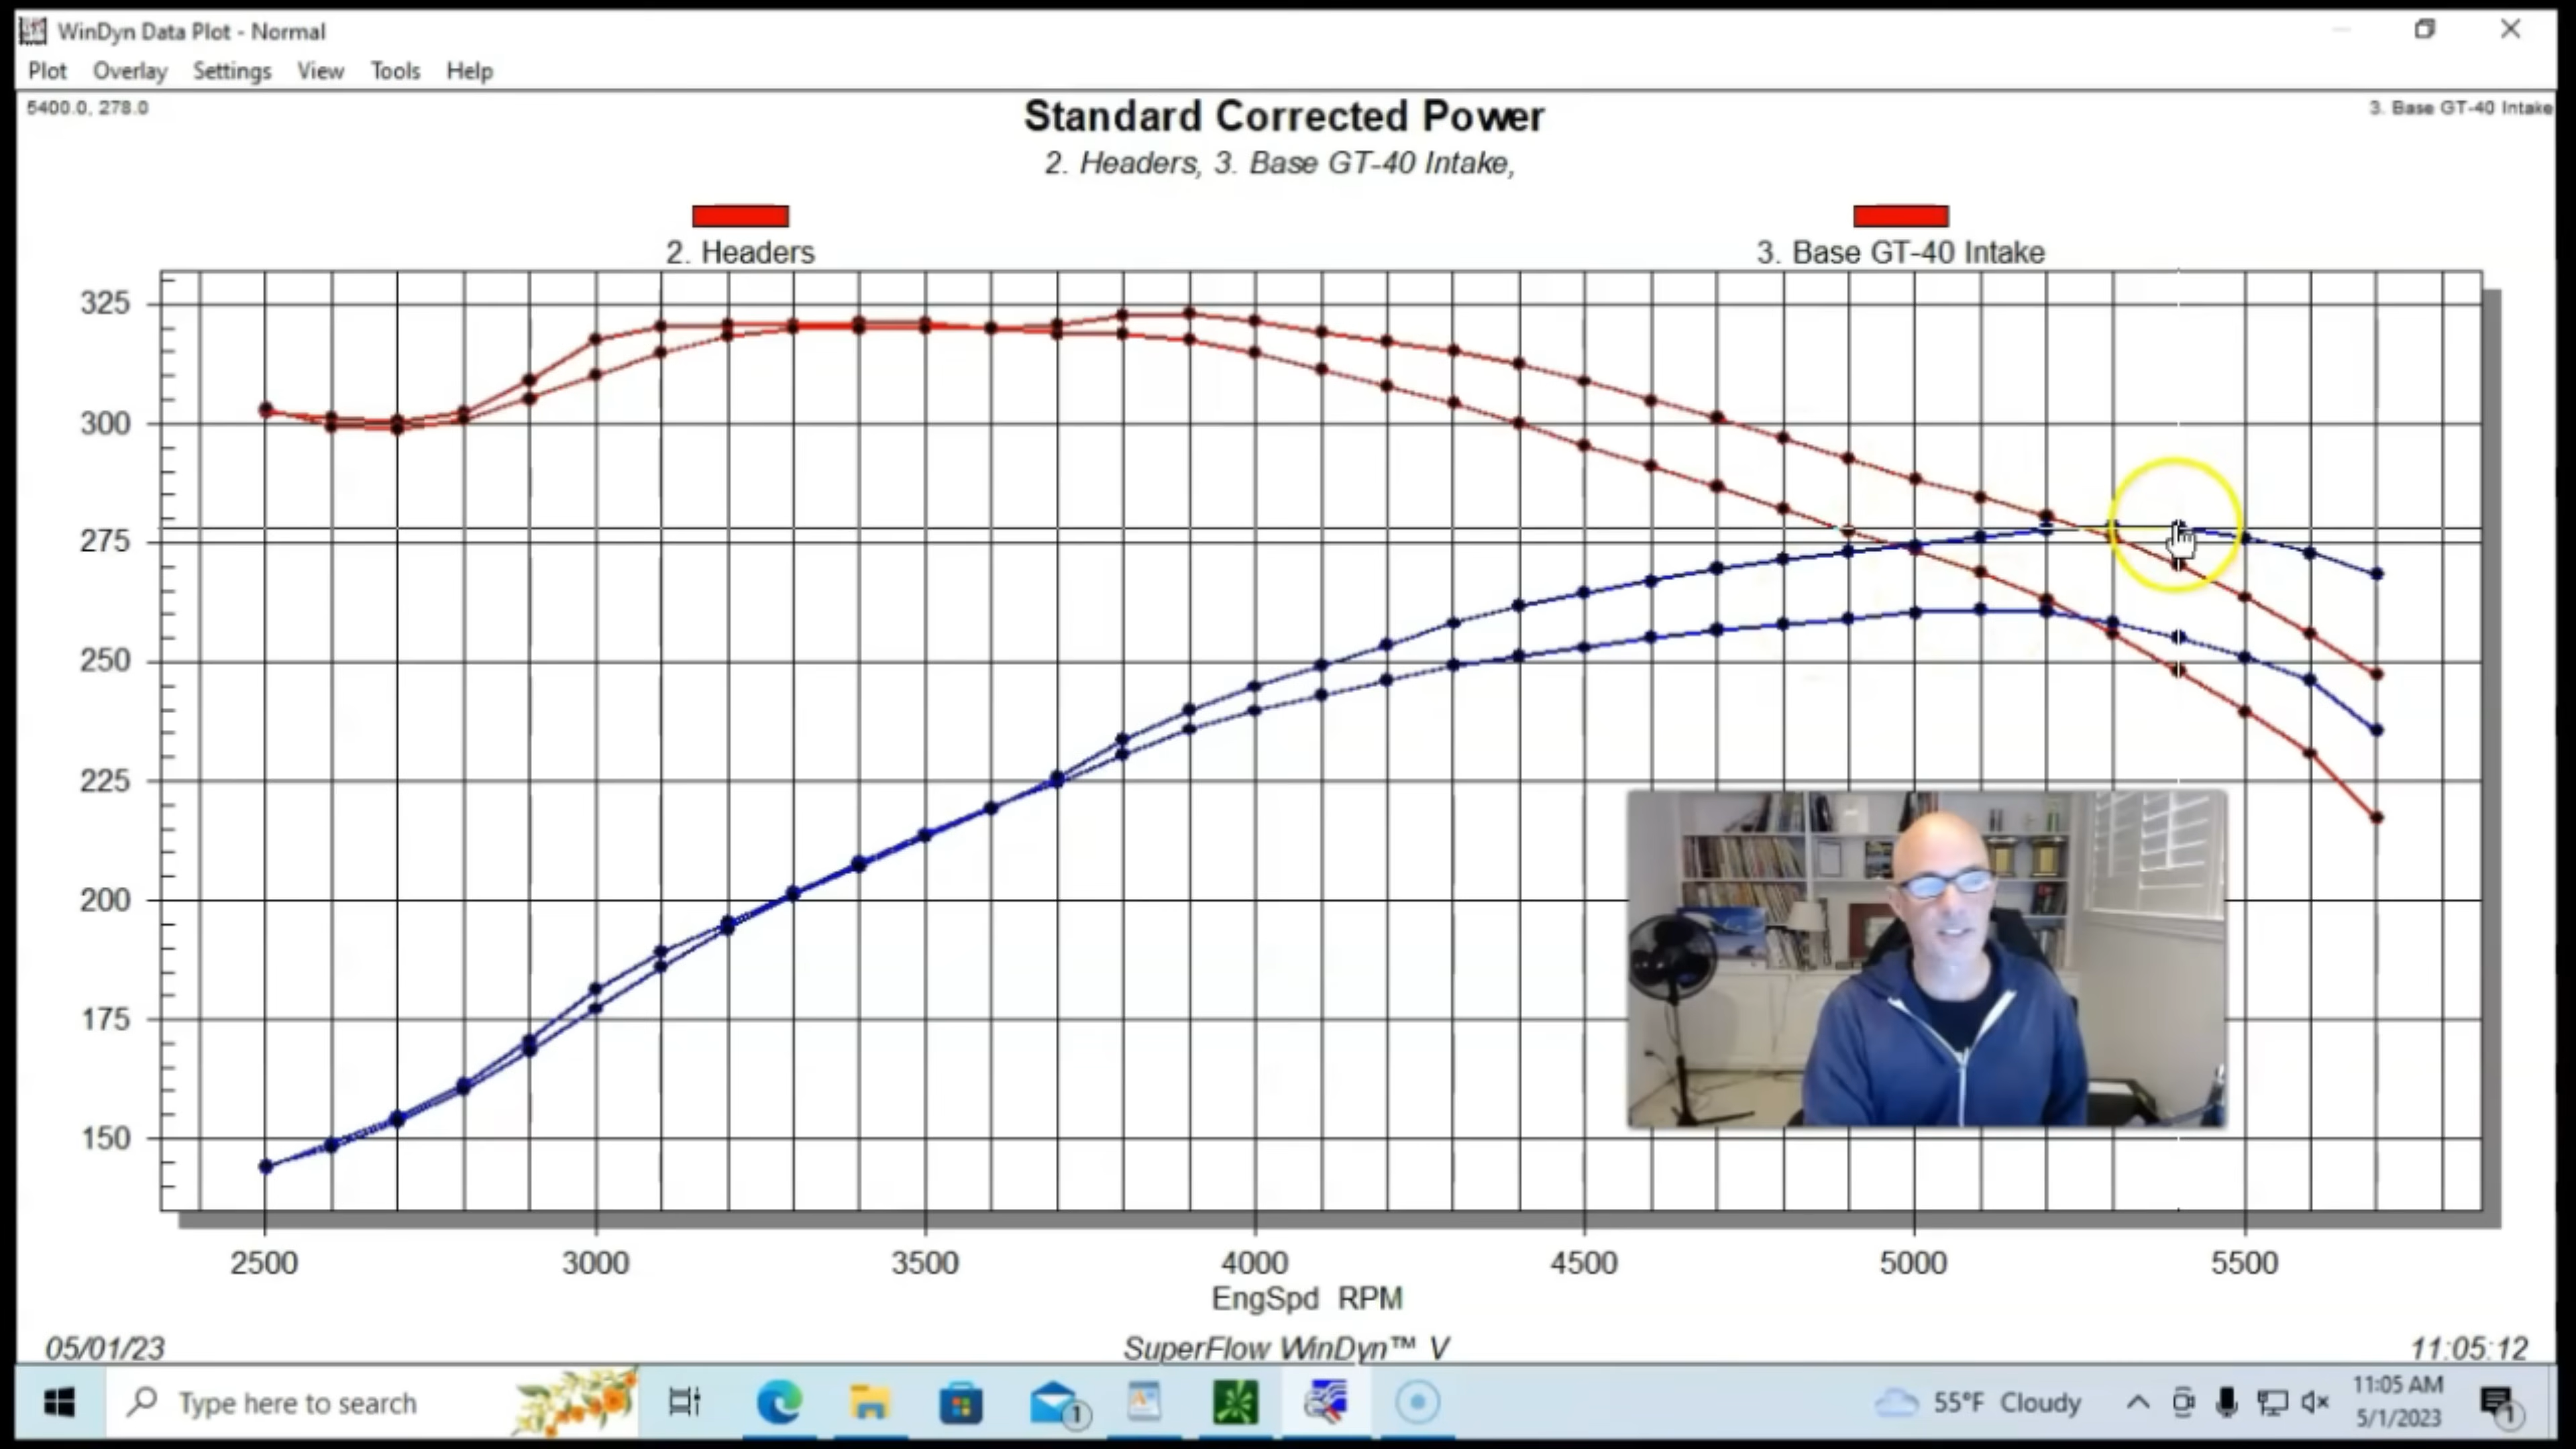 WinDyn Data Plot - Normal
Plot Overlay Settings View Tools Help
5400.0, 278.0
3. Base GT-40 Intake
Standard Corrected Power
2. Headers, 3. Base GT-40 Intake,
2. Headers
3. Base GT-40 Intake
325
300
275
250
225
200
175
150
2500 3000 3500 4000 4500 5000 5500
EngSpd RPM
05/01/23
SuperFlow WinDyn™ V
11:05:12
Type here to search
1
55°F Cloudy
11:05 AM
5/1/2023
1